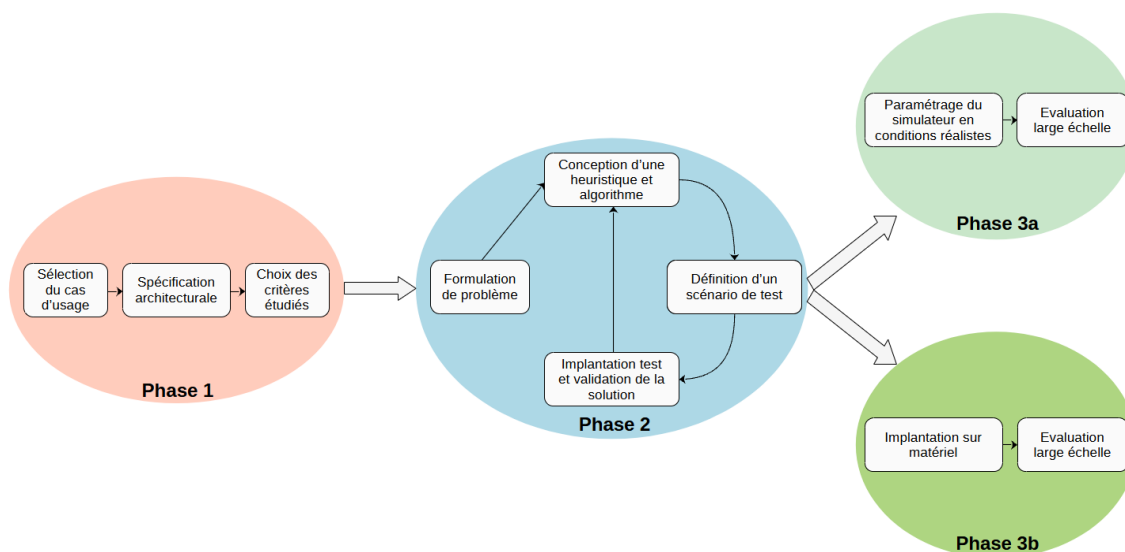 Sélection
du cas
d'usage
Spécification
architecturale
Choix des
critères
étudiés
Phase 1
Conception d'une
heuristique et
algorithme
Formulation
de problème
Définition d'un
scénario de test
Implantation test
et validation de la
solution
Phase 2
Paramétrage du
simulateur en
conditions réalistes
Evaluation
large échelle
Phase 3a
Implantation sur
matériel
Evaluation
large échelle
Phase 3b